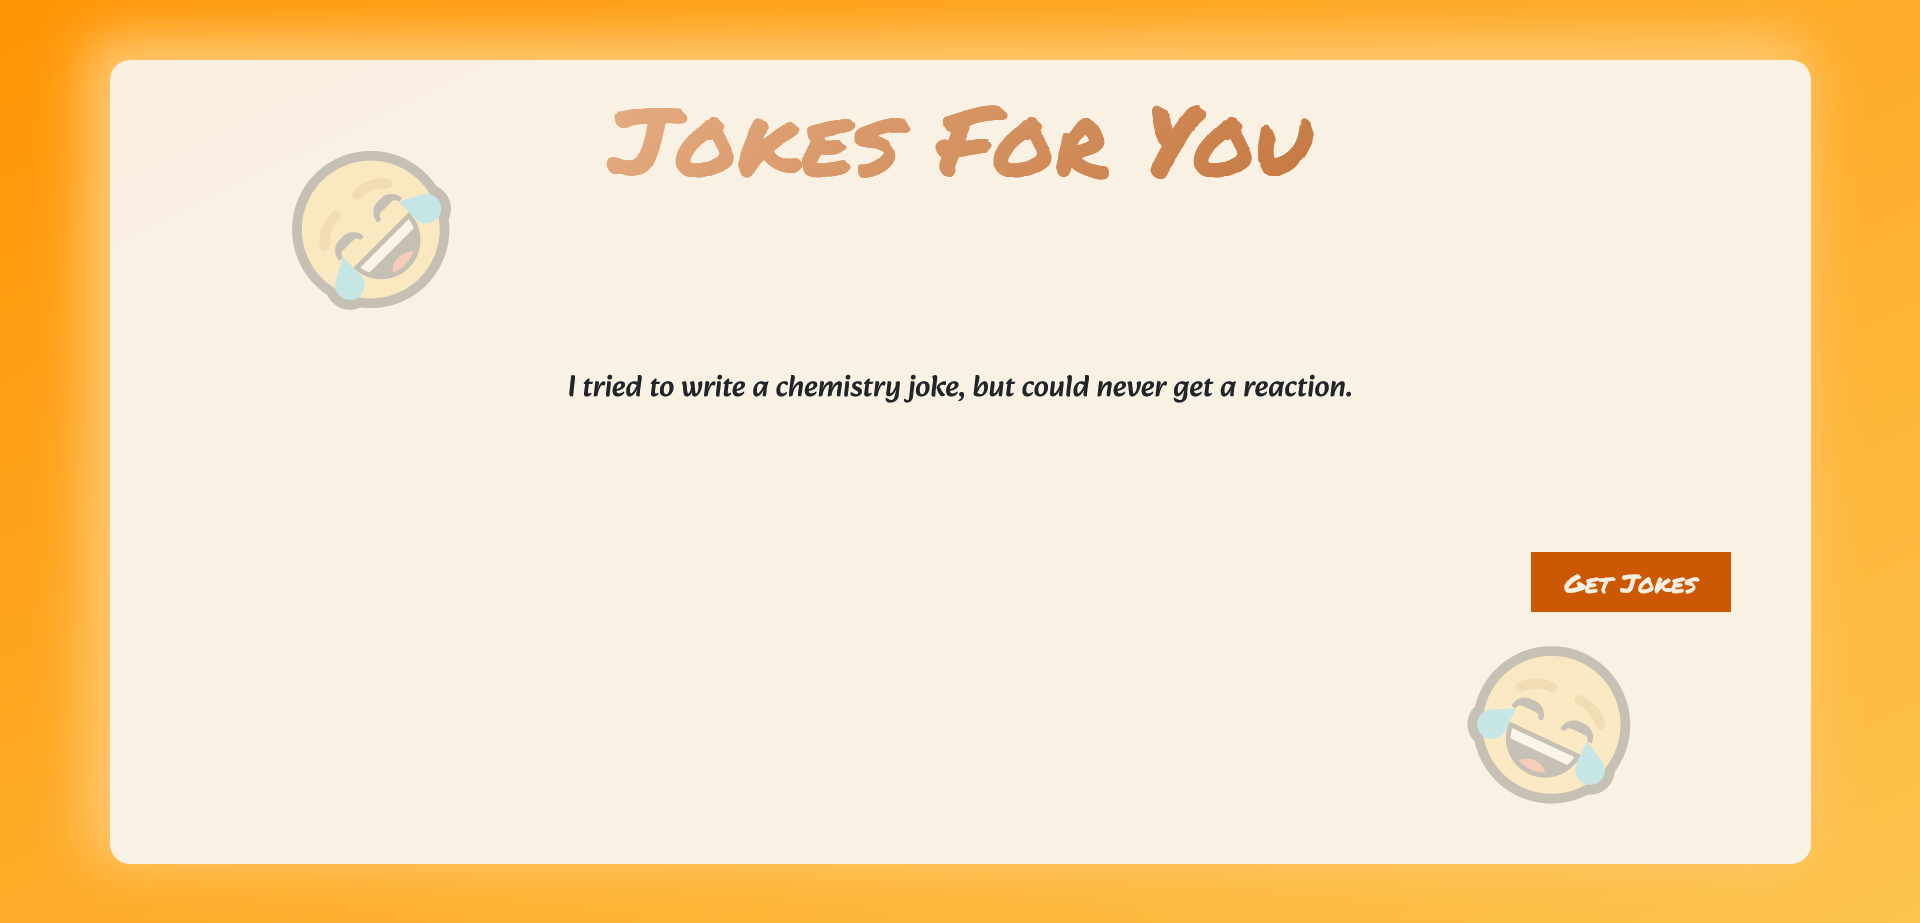 Jokes For You
I tried to write a chemistry joke, but could never get a reaction.
Get Jokes